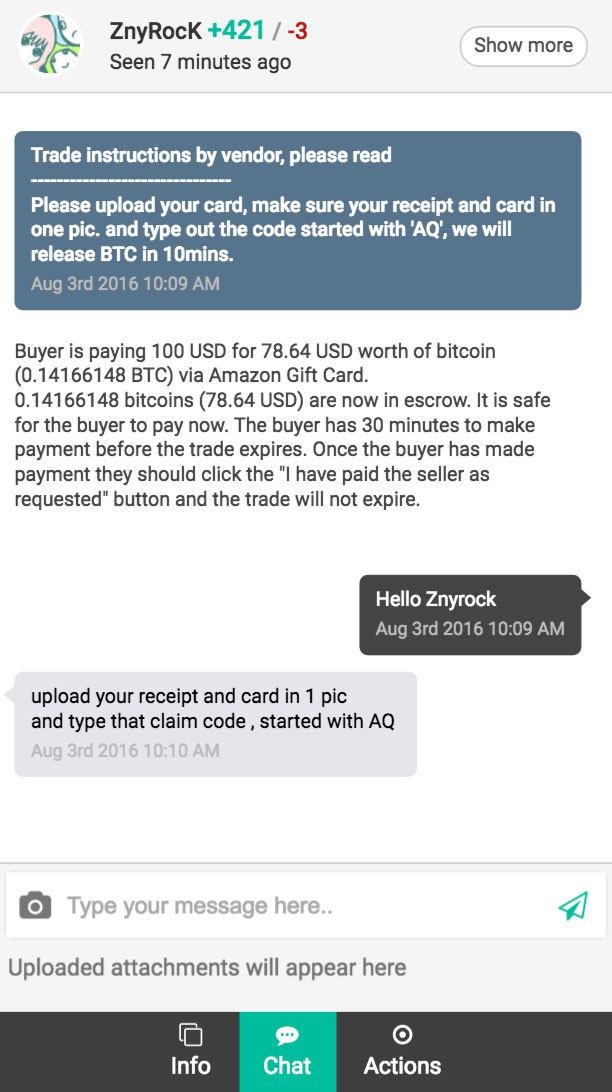 ZnyRocK +421 / -3
Seen 7 minutes ago
Show more
Trade instructions by vendor, please read
-------------------------------
Please upload your card, make sure your receipt and card in
one pic. and type out the code started with 'AQ', we will
release BTC in 10mins.
Aug 3rd 2016 10:09 AM
Buyer is paying 100 USD for 78.64 USD worth of bitcoin
(0.14166148 BTC) via Amazon Gift Card.
0.14166148 bitcoins (78.64 USD) are now in escrow. It is safe
for the buyer to pay now. The buyer has 30 minutes to make
payment before the trade expires. Once the buyer has made
payment they should click the "I have paid the seller as
requested" button and the trade will not expire.
Hello Znyrock
Aug 3rd 2016 10:09 AM
upload your receipt and card in 1 pic
and type that claim code , started with AQ
Aug 3rd 2016 10:10 AM
Type your message here..
Uploaded attachments will appear here
Info
Chat
Actions